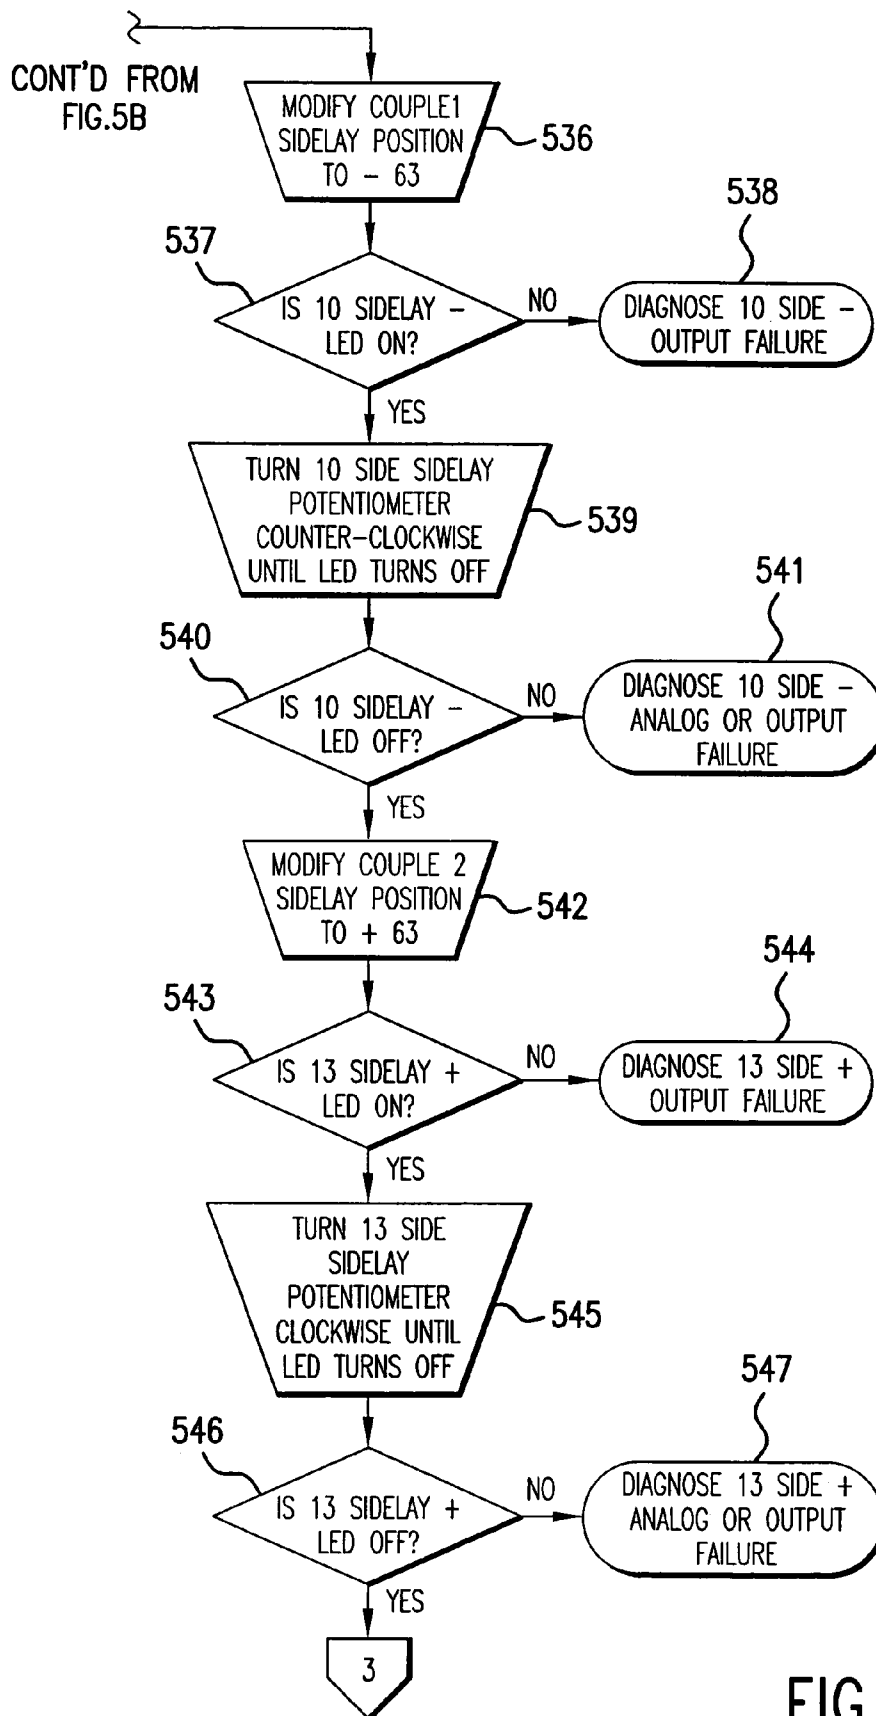 CONT'D FROM
FIG.5B
MODIFY COUPLE1
SIDELAY POSITION
TO - 63
536
537
IS 10 SIDELAY -
LED ON?
NO
538
DIAGNOSE 10 SIDE -
OUTPUT FAILURE
YES
TURN 10 SIDE SIDELAY
POTENTIOMETER
COUNTER-CLOCKWISE
UNTIL LED TURNS OFF
539
540
IS 10 SIDELAY -
LED OFF?
NO
541
DIAGNOSE 10 SIDE -
ANALOG OR OUTPUT
FAILURE
YES
MODIFY COUPLE 2
SIDELAY POSITION
TO + 63
542
543
IS 13 SIDELAY +
LED ON?
NO
544
DIAGNOSE 13 SIDE +
OUTPUT FAILURE
YES
TURN 13 SIDE
SIDELAY
POTENTIOMETER
CLOCKWISE UNTIL
LED TURNS OFF
545
546
IS 13 SIDELAY +
LED OFF?
NO
547
DIAGNOSE 13 SIDE +
ANALOG OR OUTPUT
FAILURE
YES
3
FIG